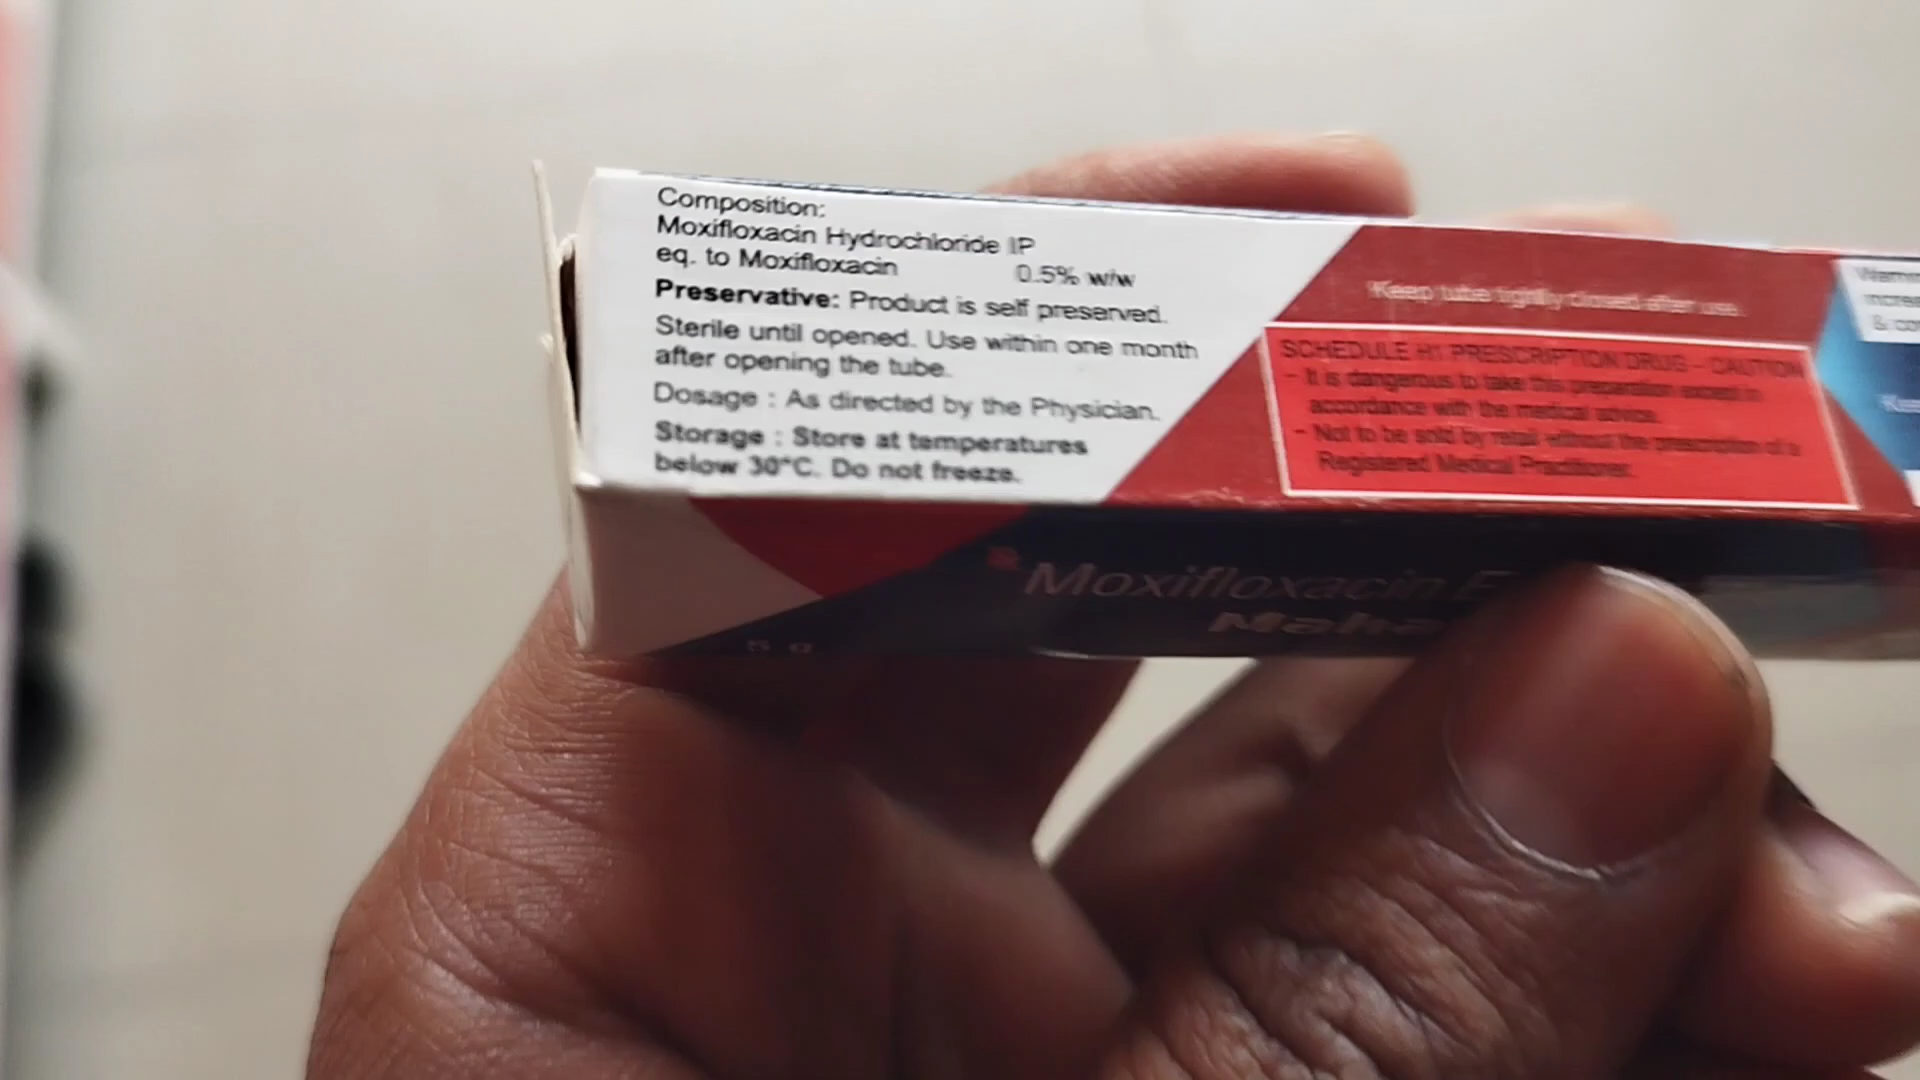 Composition:
Moxifloxacin Hydrochloride IP
eq. to Moxifloxacin 0.5% w/w
Preservative: Product is self preserved.
Sterile until opened. Use within one month
after opening the tube.
Dosage : As directed by the Physician.
Storage : Store at temperatures
below 30°C. Do not freeze.
Keep tube tightly closed after use.
SCHEDULE H1 PRESCRIPTION DRUG - CAUTION
- It is dangerous to take this preparation except in
accordance with the medical advice.
- Not to be sold by retail without the prescription of a
Registered Medical Practitioner.
& co
Rx
Moxifloxacin E
Maha
5 g